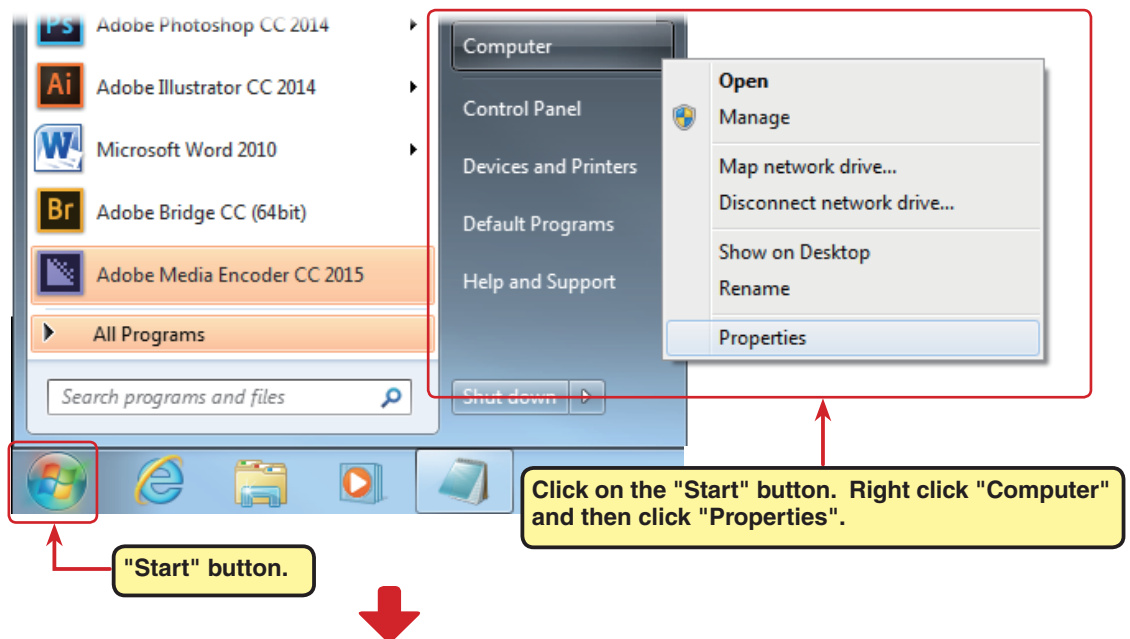 Ps Adobe Photoshop CC 2014
Ai Adobe Illustrator CC 2014
W Microsoft Word 2010
Br Adobe Bridge CC (64bit)
Adobe Media Encoder CC 2015
All Programs
Search programs and files
Computer
Control Panel
Devices and Printers
Default Programs
Help and Support
Shut down
Open
Manage
Map network drive...
Disconnect network drive...
Show on Desktop
Rename
Properties
Click on the "Start" button. Right click "Computer"
and then click "Properties".
"Start" button.